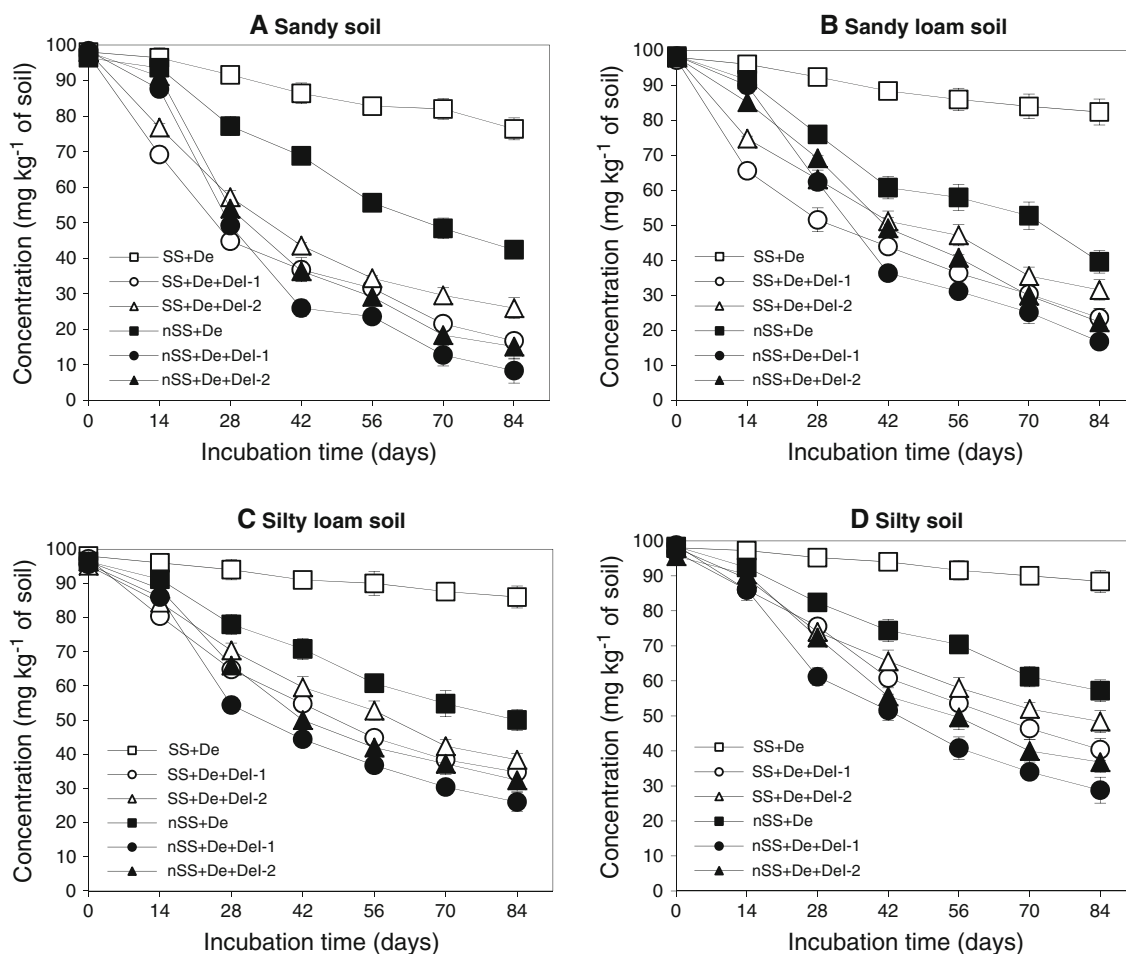 A Sandy soil
Concentration (mg kg⁻¹ of soil)
100
90
80
70
60
50
40
30
20
10
0
SS+De
SS+De+Del-1
SS+De+Del-2
nSS+De
nSS+De+Del-1
nSS+De+Del-2
0 14 28 42 56 70 84
Incubation time (days)
B Sandy loam soil
Concentration (mg kg⁻¹ of soil)
100
90
80
70
60
50
40
30
20
10
0
SS+De
SS+De+Del-1
SS+De+Del-2
nSS+De
nSS+De+Del-1
nSS+De+Del-2
0 14 28 42 56 70 84
Incubation time (days)
C Silty loam soil
Concentration (mg kg⁻¹ of soil)
100
90
80
70
60
50
40
30
20
10
0
SS+De
SS+De+Del-1
SS+De+Del-2
nSS+De
nSS+De+Del-1
nSS+De+Del-2
0 14 28 42 56 70 84
Incubation time (days)
D Silty soil
Concentration (mg kg⁻¹ of soil)
100
90
80
70
60
50
40
30
20
10
0
SS+De
SS+De+Del-1
SS+De+Del-2
nSS+De
nSS+De+Del-1
nSS+De+Del-2
0 14 28 42 56 70 84
Incubation time (days)